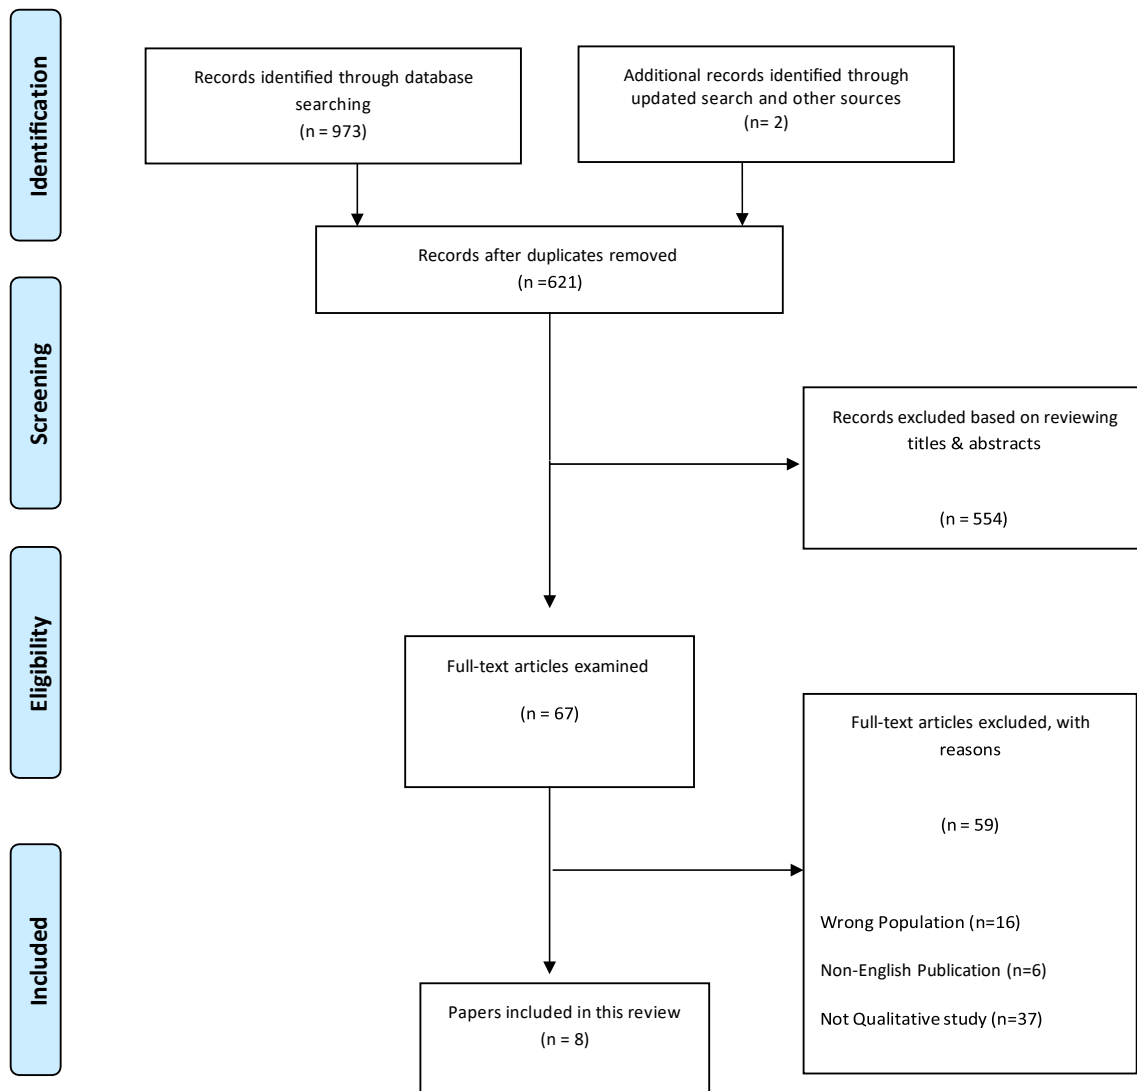 Identification
Records identified through database
searching
(n = 973)
Additional records identified through
updated search and other sources
(n= 2)
Records after duplicates removed
(n =621)
Screening
Records excluded based on reviewing
titles & abstracts
(n = 554)
Eligibility
Full-text articles examined
(n = 67)
Full-text articles excluded, with
reasons
(n = 59)
Wrong Population (n=16)
Non-English Publication (n=6)
Not Qualitative study (n=37)
Included
Papers included in this review
(n = 8)